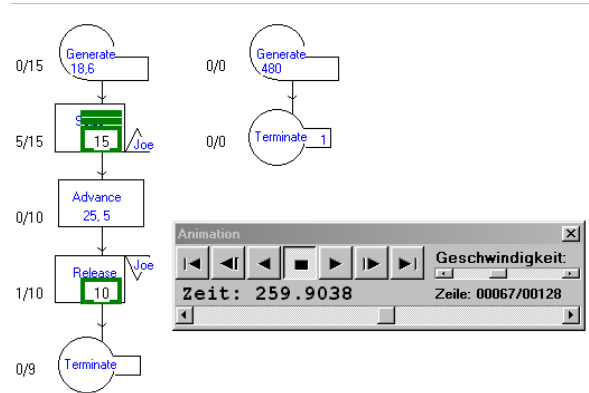 0/15
Generate
18,6
5/15
15
Joe
0/10
Advance
25, 5
1/10
Release
Joe
10
0/9
Terminate
0/0
Generate
480
0/0
Terminate 1
Animation
Geschwindigkeit:
Zeit: 259.9038
Zeile: 00067/00128